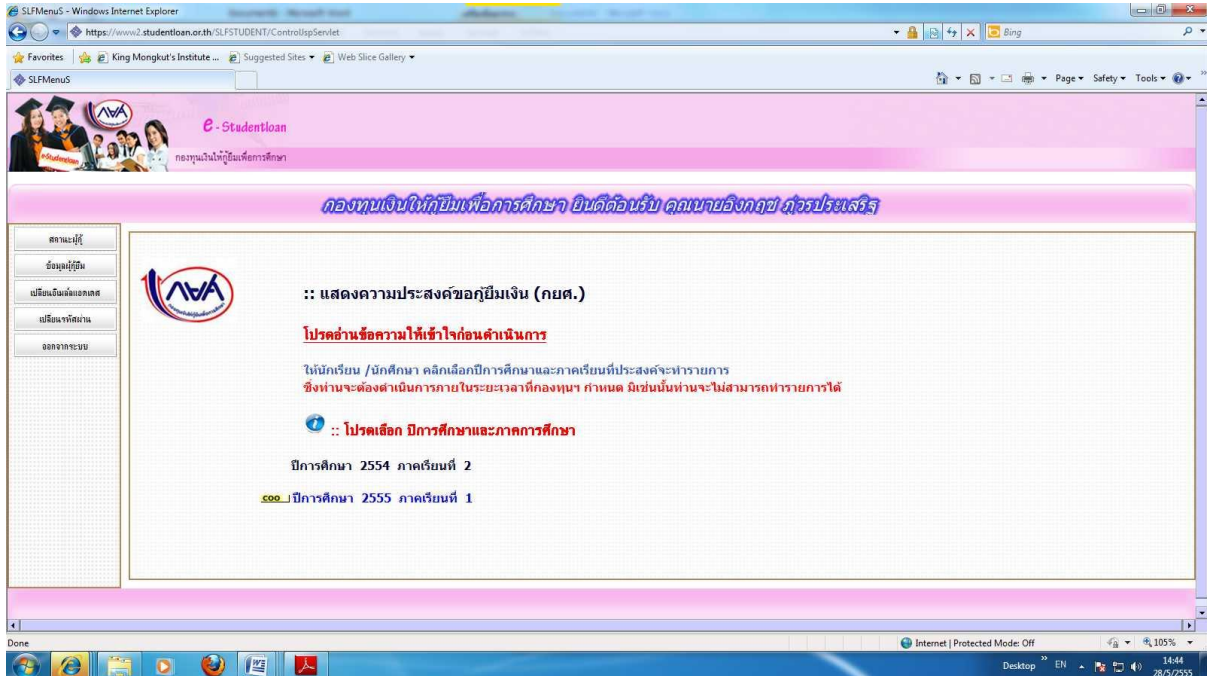 SLFMenuS - Windows Internet Explorer
https://www2.studentloan.or.th/SLFSTUDENT/ControlJspServlet
Bing
Favorites King Mongkut's Institute ... Suggested Sites Web Slice Gallery
SLFMenuS
Page Safety Tools
e-Studentloan
กองทุนเงินให้กู้ยืมเพื่อการศึกษา
กองทุนเงินให้กู้ยืมเพื่อการศึกษา ยินดีต้อนรับ คุณนายอิงกฤช ภู่วรประเสริฐ
สถานะผู้กู้
ข้อมูลผู้กู้ยืม
เปลี่ยนอีเมล์แอดเดส
เปลี่ยนรหัสผ่าน
ออกจากระบบ
กยศ
:: แสดงความประสงค์ขอกู้ยืมเงิน (กยศ.)
โปรดอ่านข้อความให้เข้าใจก่อนดำเนินการ
ให้นักเรียน /นักศึกษา คลิกเลือกปีการศึกษาและภาคเรียนที่ประสงค์จะทำรายการ
ซึ่งท่านจะต้องดำเนินการภายในระยะเวลาที่กองทุนฯ กำหนด มิเช่นนั้นท่านจะไม่สามารถทำรายการได้
:: โปรดเลือก ปีการศึกษาและภาคการศึกษา
ปีการศึกษา 2554 ภาคเรียนที่ 2
ปีการศึกษา 2555 ภาคเรียนที่ 1
Done
Internet | Protected Mode: Off
105%
Desktop EN
14:44
28/5/2555